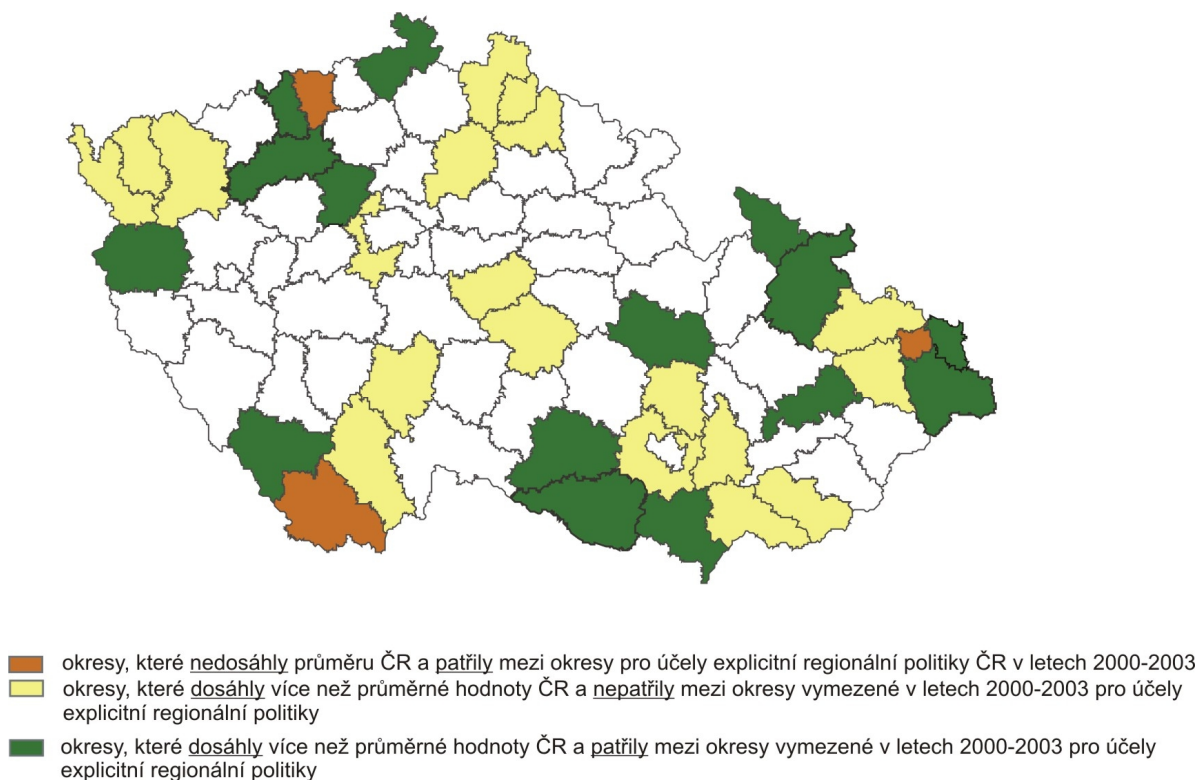 okresy, které nedosáhly průměru ČR a patřily mezi okresy pro účely explicitní regionální politiky ČR v letech 2000-2003
okresy, které dosáhly více než průměrné hodnoty ČR a nepatřily mezi okresy vymezené v letech 2000-2003 pro účely
explicitní regionální politiky
okresy, které dosáhly více než průměrné hodnoty ČR a patřily mezi okresy vymezené v letech 2000-2003 pro účely
explicitní regionální politiky